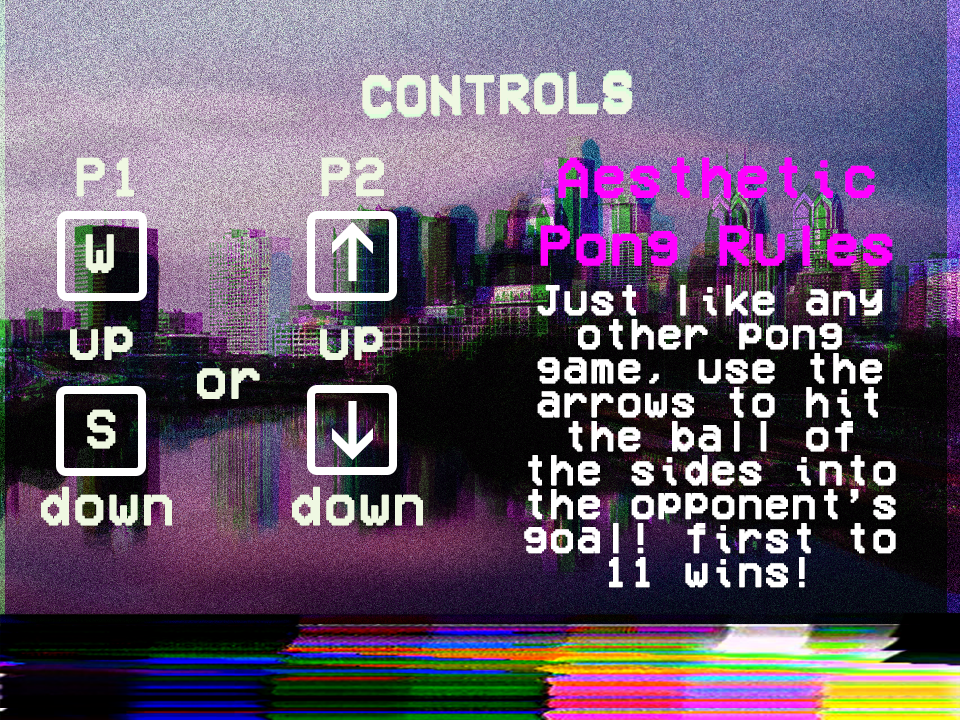 CONTROLS
P1
W
up
S
down
or
P2
↑
up
↓
down
Aesthetic
Pong Rules
Just like any
other pong
game, use the
arrows to hit
the ball of
the sides into
the opponent's
goal! first to
11 wins!